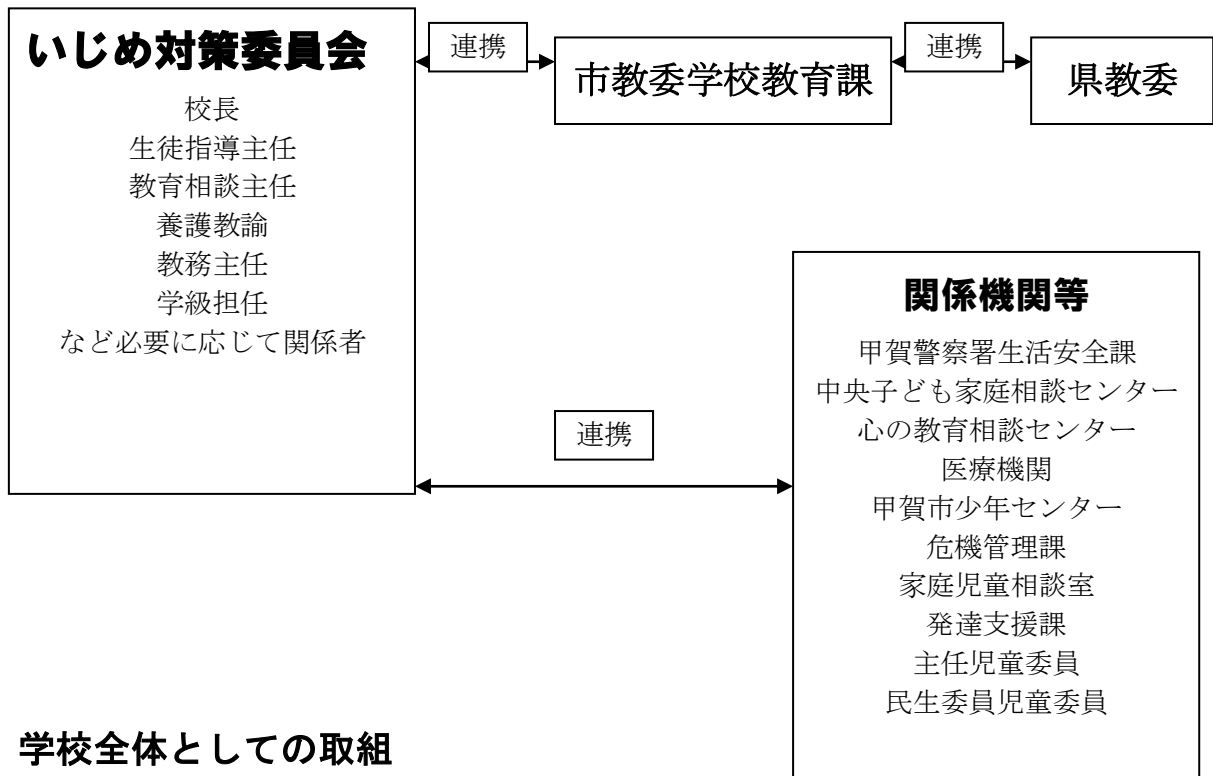 いじめ対策委員会
校長
生徒指導主任
教育相談主任
養護教諭
教務主任
学級担任
など必要に応じて関係者
連携
市教委学校教育課
連携
県教委
連携
関係機関等
甲賀警察署生活安全課
中央子ども家庭相談センター
心の教育相談センター
医療機関
甲賀市少年センター
危機管理課
家庭児童相談室
発達支援課
主任児童委員
民生委員児童委員
学校全体としての取組